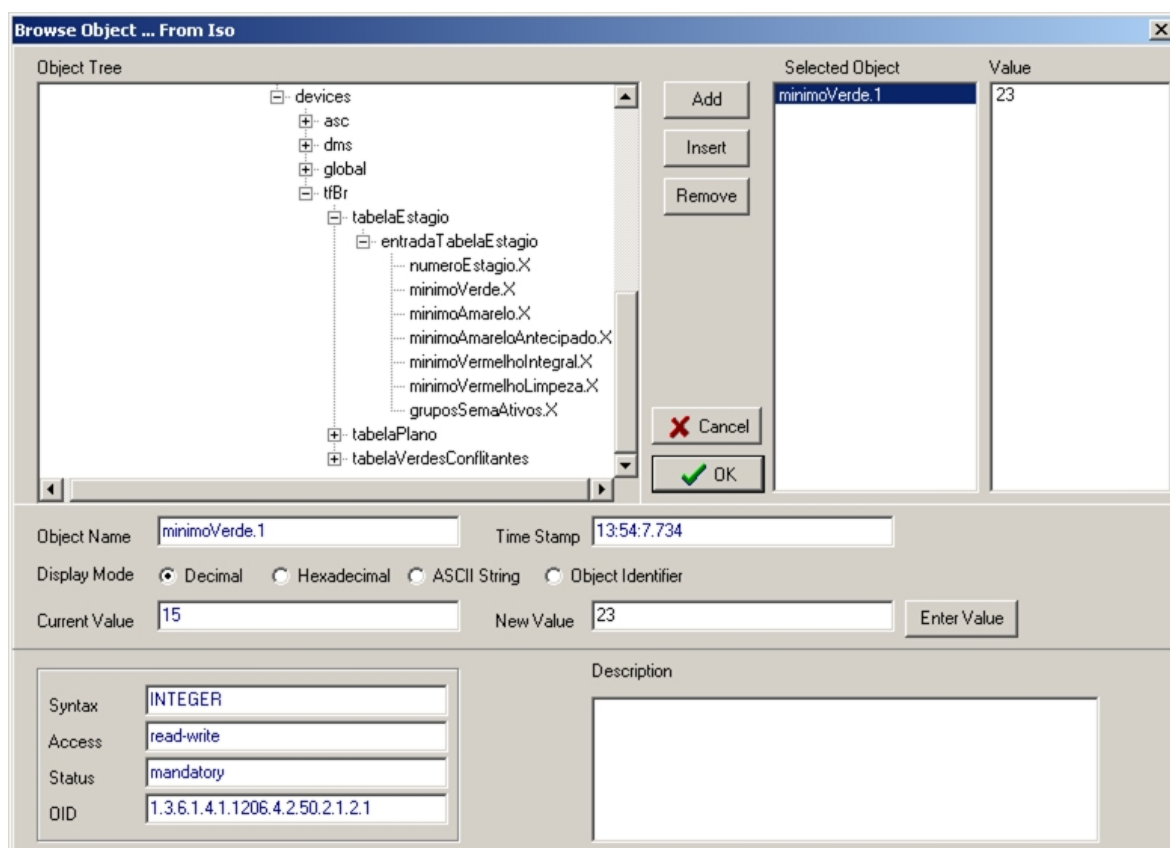 Browse Object ... From Iso
Object Tree
devices
asc
dms
global
tfBr
tabelaEstagio
entradaTabelaEstagio
numeroEstagio.X
minimoVerde.X
minimoAmarelo.X
minimoAmareloAntecipado.X
minimoVermelhoIntegral.X
minimoVermelhoLimpeza.X
gruposSemaAtivos.X
tabelaPlano
tabelaVerdesConflitantes
Add
Insert
Remove
Cancel
OK
Selected Object
minimoVerde.1
Value
23
Object Name minimoVerde.1 Time Stamp 13:54:7.734
Display Mode Decimal Hexadecimal ASCII String Object Identifier
Current Value 15 New Value 23 Enter Value
Syntax INTEGER
Access read-write
Status mandatory
OID 1.3.6.1.4.1.1206.4.2.50.2.1.2.1
Description